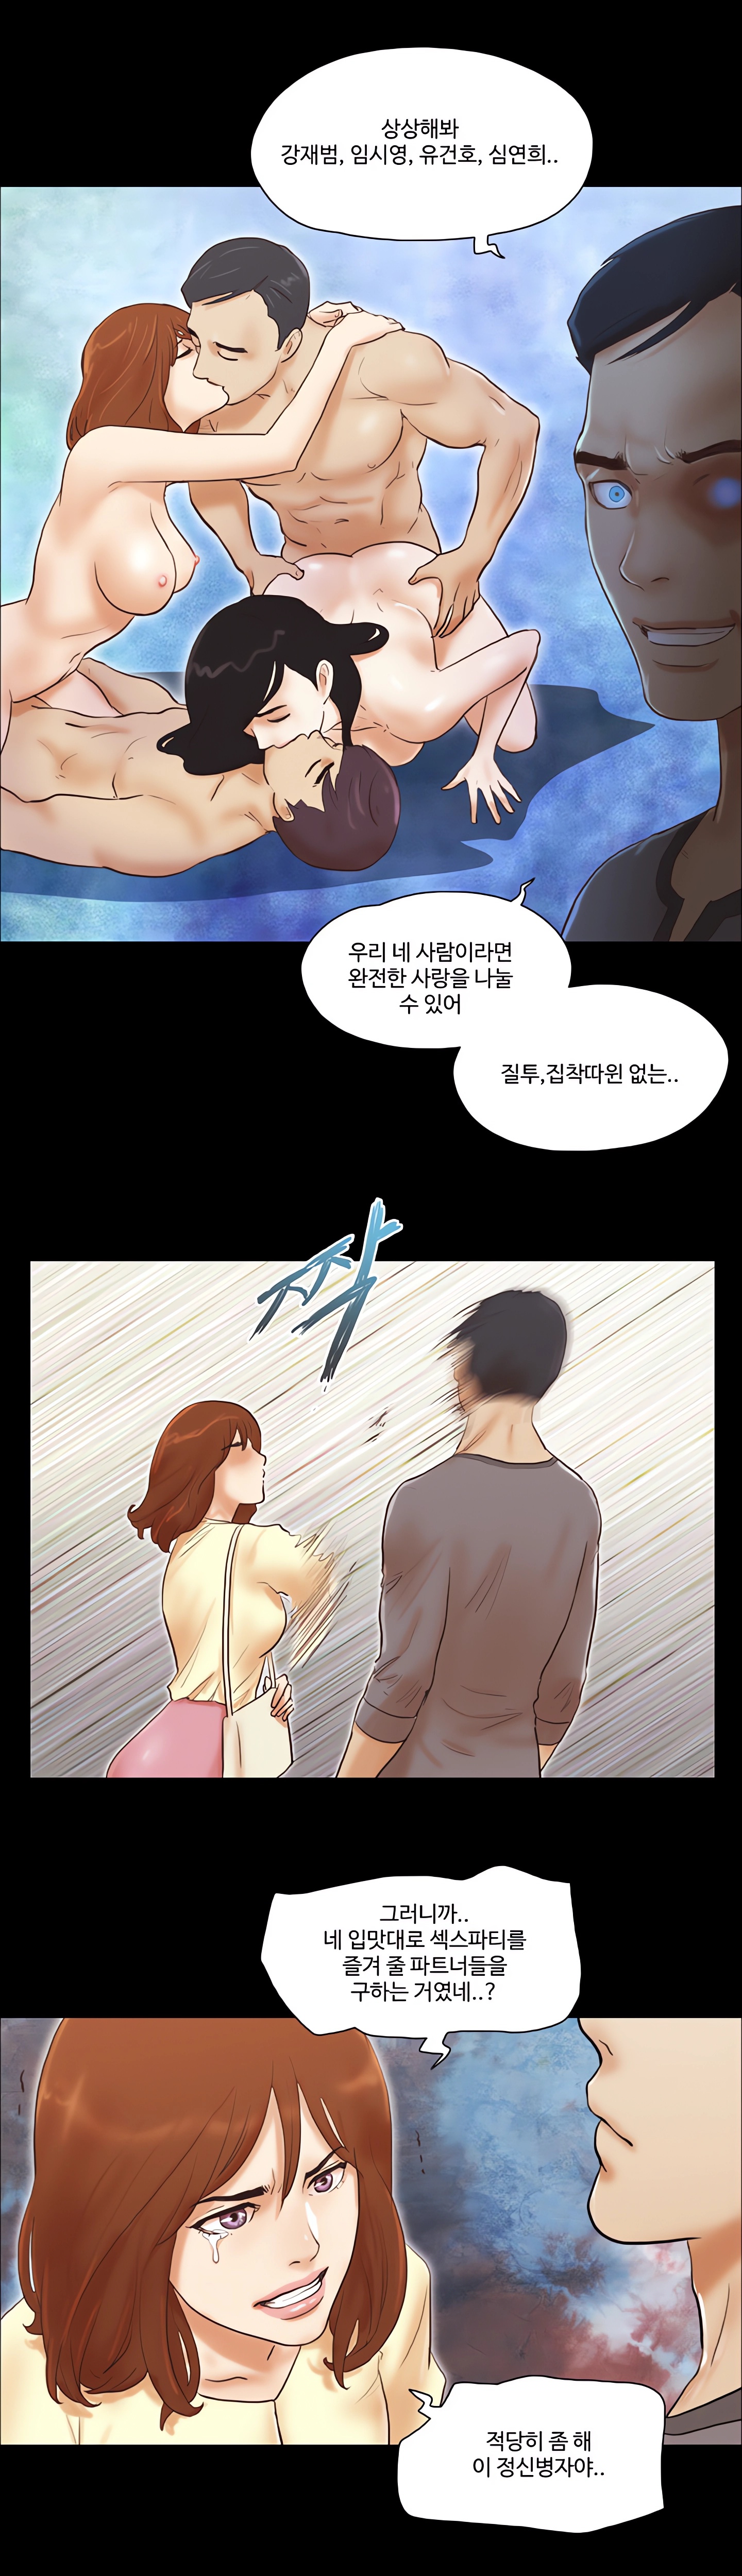 상상해봐
강재범, 임시영, 유건호, 심연희..
우리 네 사람이라면
완전한 사랑을 나눌
수 있어
질투,집착따윈 없는..
짜악
그러니까..
네 입맛대로 섹스파티를
즐겨 줄 파트너들을
구하는 거였네..?
적당히 좀 해
이 정신병자야..